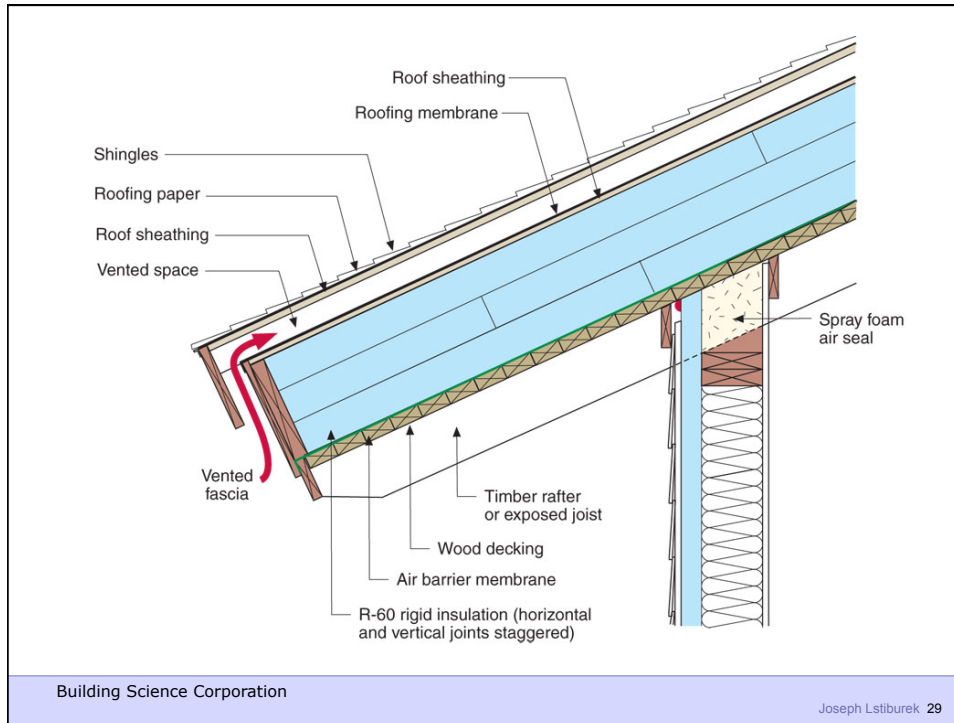 Roof sheathing
Roofing membrane
Shingles
Roofing paper
Roof sheathing
Vented space
Spray foam
air seal
Vented
fascia
Timber rafter
or exposed joist
Wood decking
Air barrier membrane
R-60 rigid insulation (horizontal
and vertical joints staggered)
Building Science Corporation
Joseph Lstiburek 29